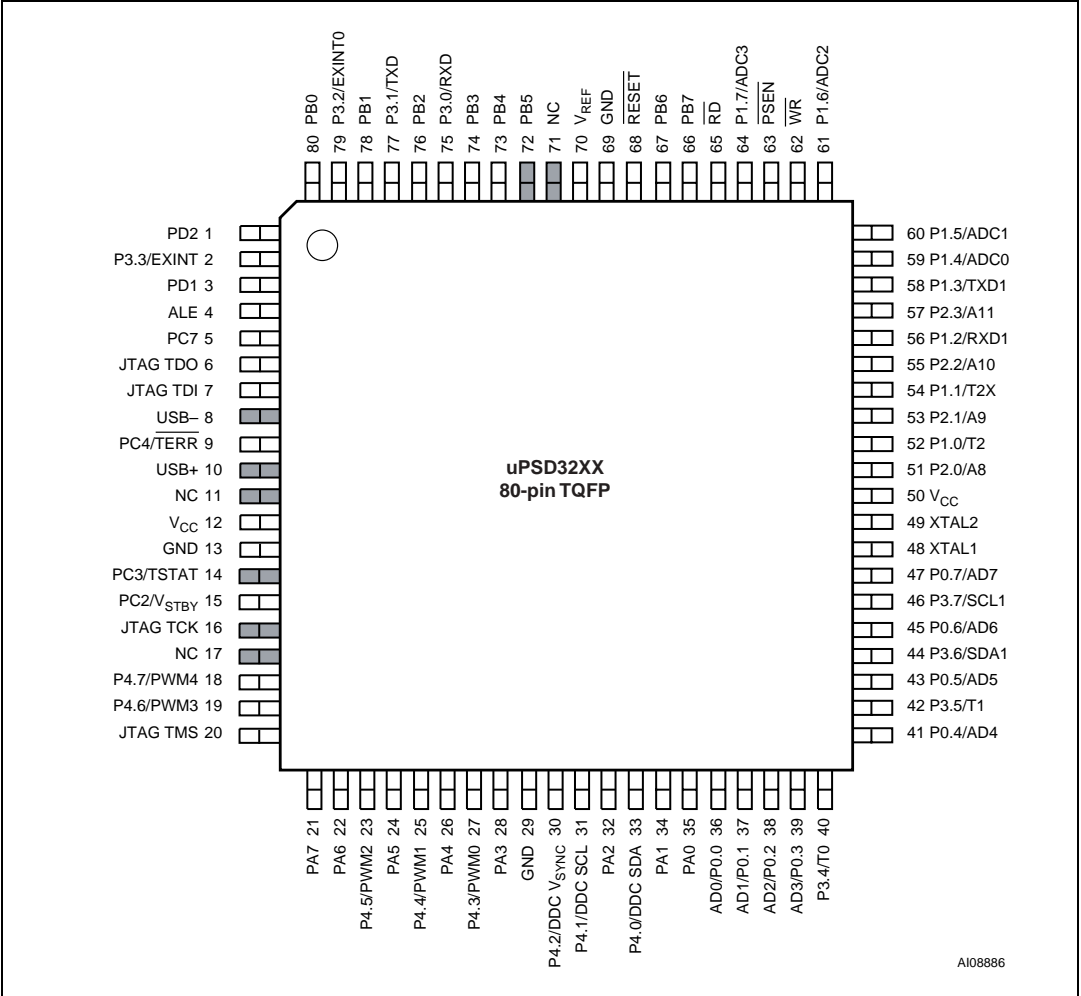 80 PB0
79 P3.2/EXINT0
78 PB1
77 P3.1/TXD
76 PB2
75 P3.0/RXD
74 PB3
73 PB4
72 PB5
71 NC
70 VREF
69 GND
68 RESET
67 PB6
66 PB7
65 RD
64 P1.7/ADC3
63 PSEN
62 WR
61 P1.6/ADC2
PD2 1
P3.3/EXINT 2
PD1 3
ALE 4
PC7 5
JTAG TDO 6
JTAG TDI 7
USB– 8
PC4/TERR 9
USB+ 10
NC 11
VCC 12
GND 13
PC3/TSTAT 14
PC2/VSTBY 15
JTAG TCK 16
NC 17
P4.7/PWM4 18
P4.6/PWM3 19
JTAG TMS 20
uPSD32XX
80-pin TQFP
60 P1.5/ADC1
59 P1.4/ADC0
58 P1.3/TXD1
57 P2.3/A11
56 P1.2/RXD1
55 P2.2/A10
54 P1.1/T2X
53 P2.1/A9
52 P1.0/T2
51 P2.0/A8
50 VCC
49 XTAL2
48 XTAL1
47 P0.7/AD7
46 P3.7/SCL1
45 P0.6/AD6
44 P3.6/SDA1
43 P0.5/AD5
42 P3.5/T1
41 P0.4/AD4
PA7 21
PA6 22
P4.5/PWM2 23
PA5 24
P4.4/PWM1 25
PA4 26
P4.3/PWM0 27
PA3 28
GND 29
P4.2/DDC VSYNC 30
P4.1/DDC SCL 31
PA2 32
P4.0/DDC SDA 33
PA1 34
PA0 35
AD0/P0.0 36
AD1/P0.1 37
AD2/P0.2 38
AD3/P0.3 39
P3.4/T0 40
AI08886